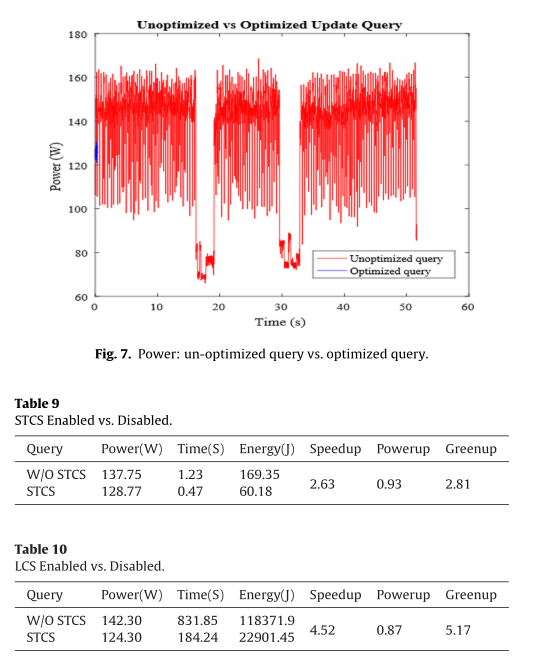 Unoptimized vs Optimized Update Query
180
160
140
120
100
80
60
Power (W)
0 10 20 30 40 50 60
Time (s)
Unoptimized query
Optimized query
Fig. 7. Power: un-optimized query vs. optimized query.
Table 9
STCS Enabled vs. Disabled.
Query Power(W) Time(S) Energy(J) Speedup Powerup Greenup
W/O STCS 137.75 1.23 169.35 2.63 0.93 2.81
STCS 128.77 0.47 60.18
Table 10
LCS Enabled vs. Disabled.
Query Power(W) Time(S) Energy(J) Speedup Powerup Greenup
W/O STCS 142.30 831.85 118371.9 4.52 0.87 5.17
STCS 124.30 184.24 22901.45